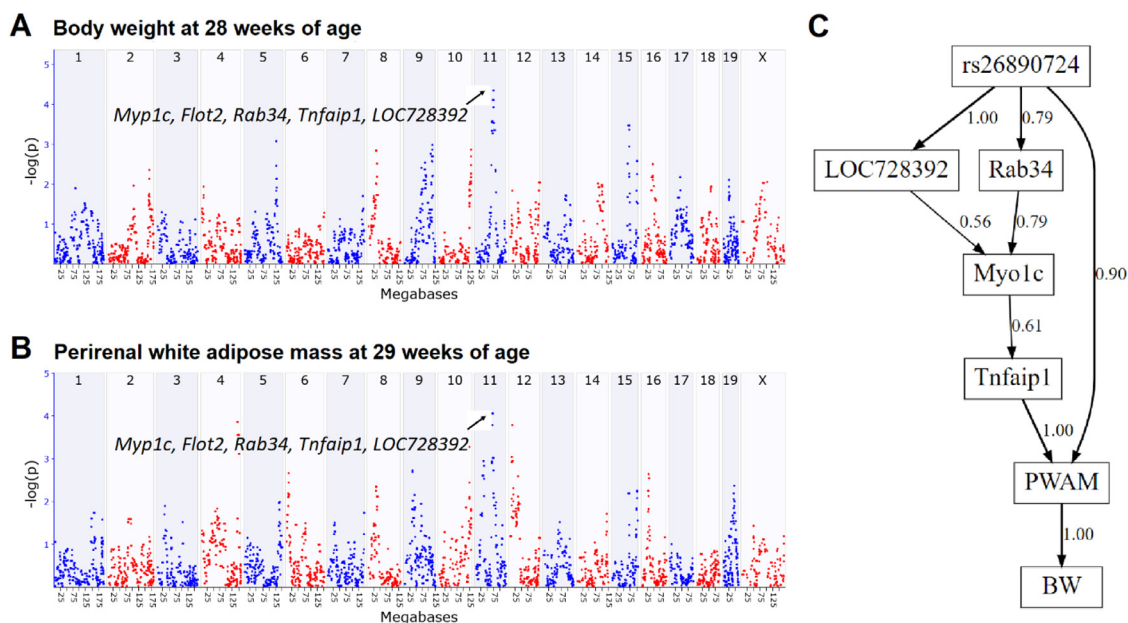 A Body weight at 28 weeks of age
1 2 3 4 5 6 7 8 9 10 11 12 13 14 15 16 17 18 19 X
5
4
3
2
1
-log(p)
Myp1c, Flot2, Rab34, Tnfaip1, LOC728392
Megabases
B Perirenal white adipose mass at 29 weeks of age
1 2 3 4 5 6 7 8 9 10 11 12 13 14 15 16 17 18 19 X
5
4
3
2
1
-log(p)
Myp1c, Flot2, Rab34, Tnfaip1, LOC728392
Megabases
C
rs26890724
1.00 0.79
LOC728392 Rab34
0.56 0.79
Myo1c
0.90
0.61
Tnfaip1
1.00
PWAM
1.00
BW